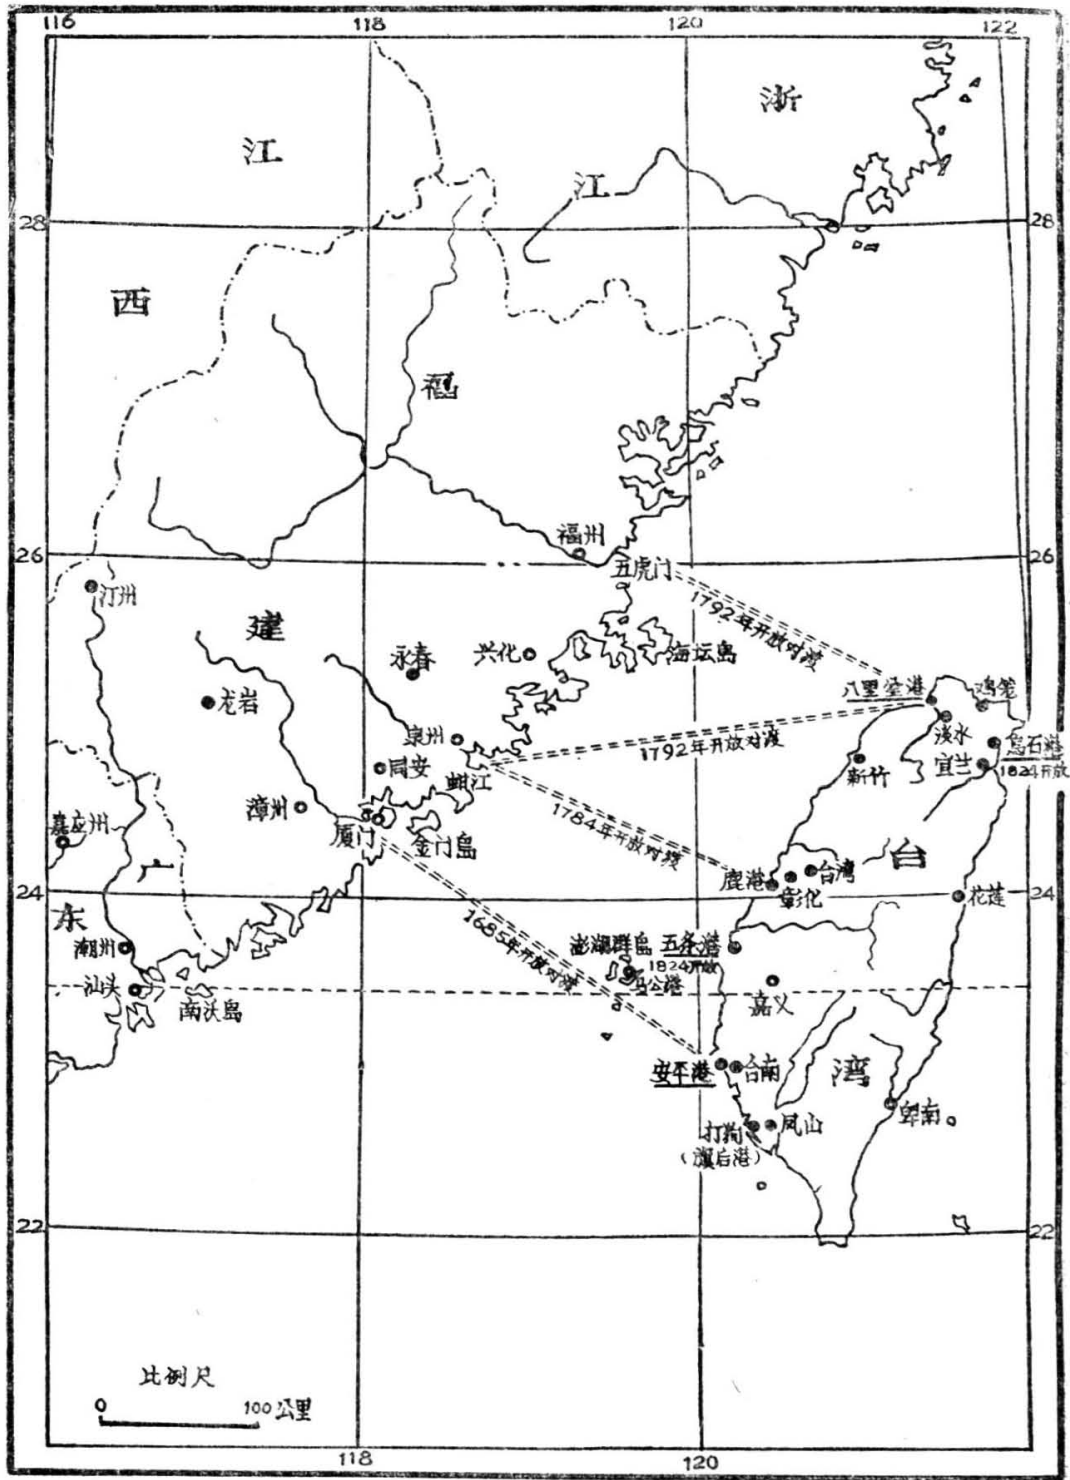 116 118 120 122
浙
江
江
28 28
西
福
福州
26 26
五虎门
汀州
1792年开放对渡
建
永春 兴化 海坛島
八里坌港 鸡笼
龙岩
淡水
泉州 1792年开放对渡 乌石港
同安 新竹 宜兰 1824开放
蚶江
漳州 1784年开放对渡
嘉应州 厦门 金门島
广 台
鹿港 台湾
彰化
24 24
花莲
东
1685年开放对渡
潮州 澎湖群島 五条港
1824开放
汕头 马公港
南沃島 嘉义
安平港 台南 湾
卑南
打狗 凤山
(旗后港)
22 22
比例尺
0 100公里
118 120